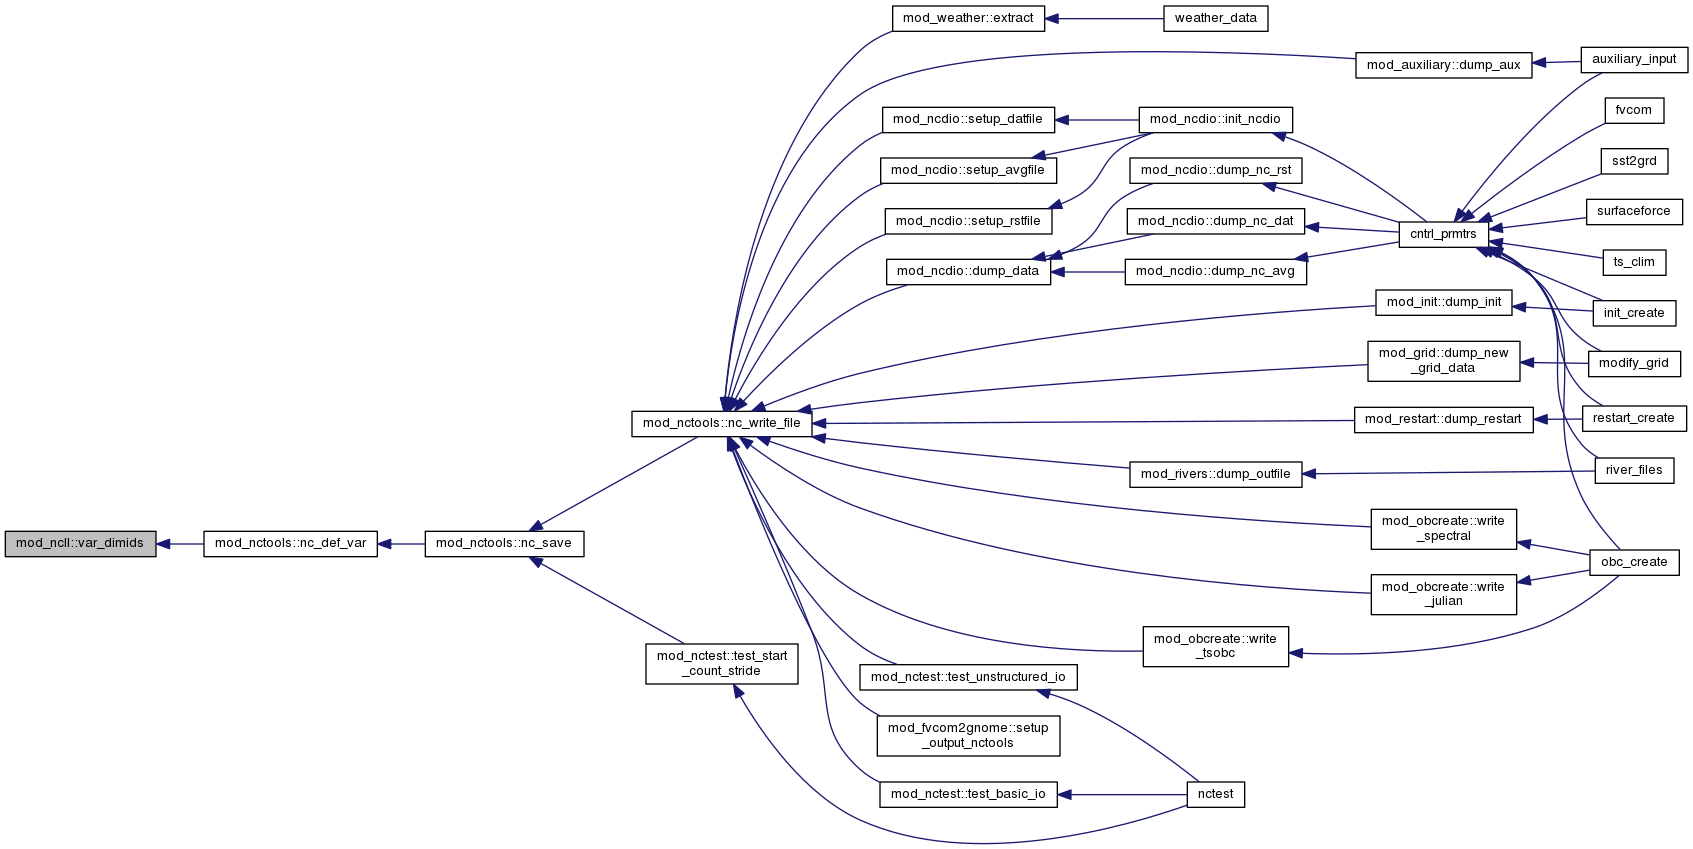 mod_weather::extract
weather_data
mod_auxiliary::dump_aux
auxiliary_input
mod_ncdio::setup_datfile
mod_ncdio::init_ncdio
fvcom
mod_ncdio::setup_avgfile
mod_ncdio::dump_nc_rst
sst2grd
mod_ncdio::setup_rstfile
mod_ncdio::dump_nc_dat
surfaceforce
cntrl_prmtrs
mod_ncdio::dump_data
mod_ncdio::dump_nc_avg
ts_clim
mod_init::dump_init
init_create
mod_grid::dump_new
_grid_data
modify_grid
mod_nctools::nc_write_file
mod_restart::dump_restart
restart_create
mod_rivers::dump_outfile
river_files
mod_obcreate::write
_spectral
mod_ncll::var_dimids
mod_nctools::nc_def_var
mod_nctools::nc_save
obc_create
mod_obcreate::write
_julian
mod_nctest::test_start
_count_stride
mod_obcreate::write
_tsobc
mod_nctest::test_unstructured_io
mod_fvcom2gnome::setup
_output_nctools
mod_nctest::test_basic_io
nctest